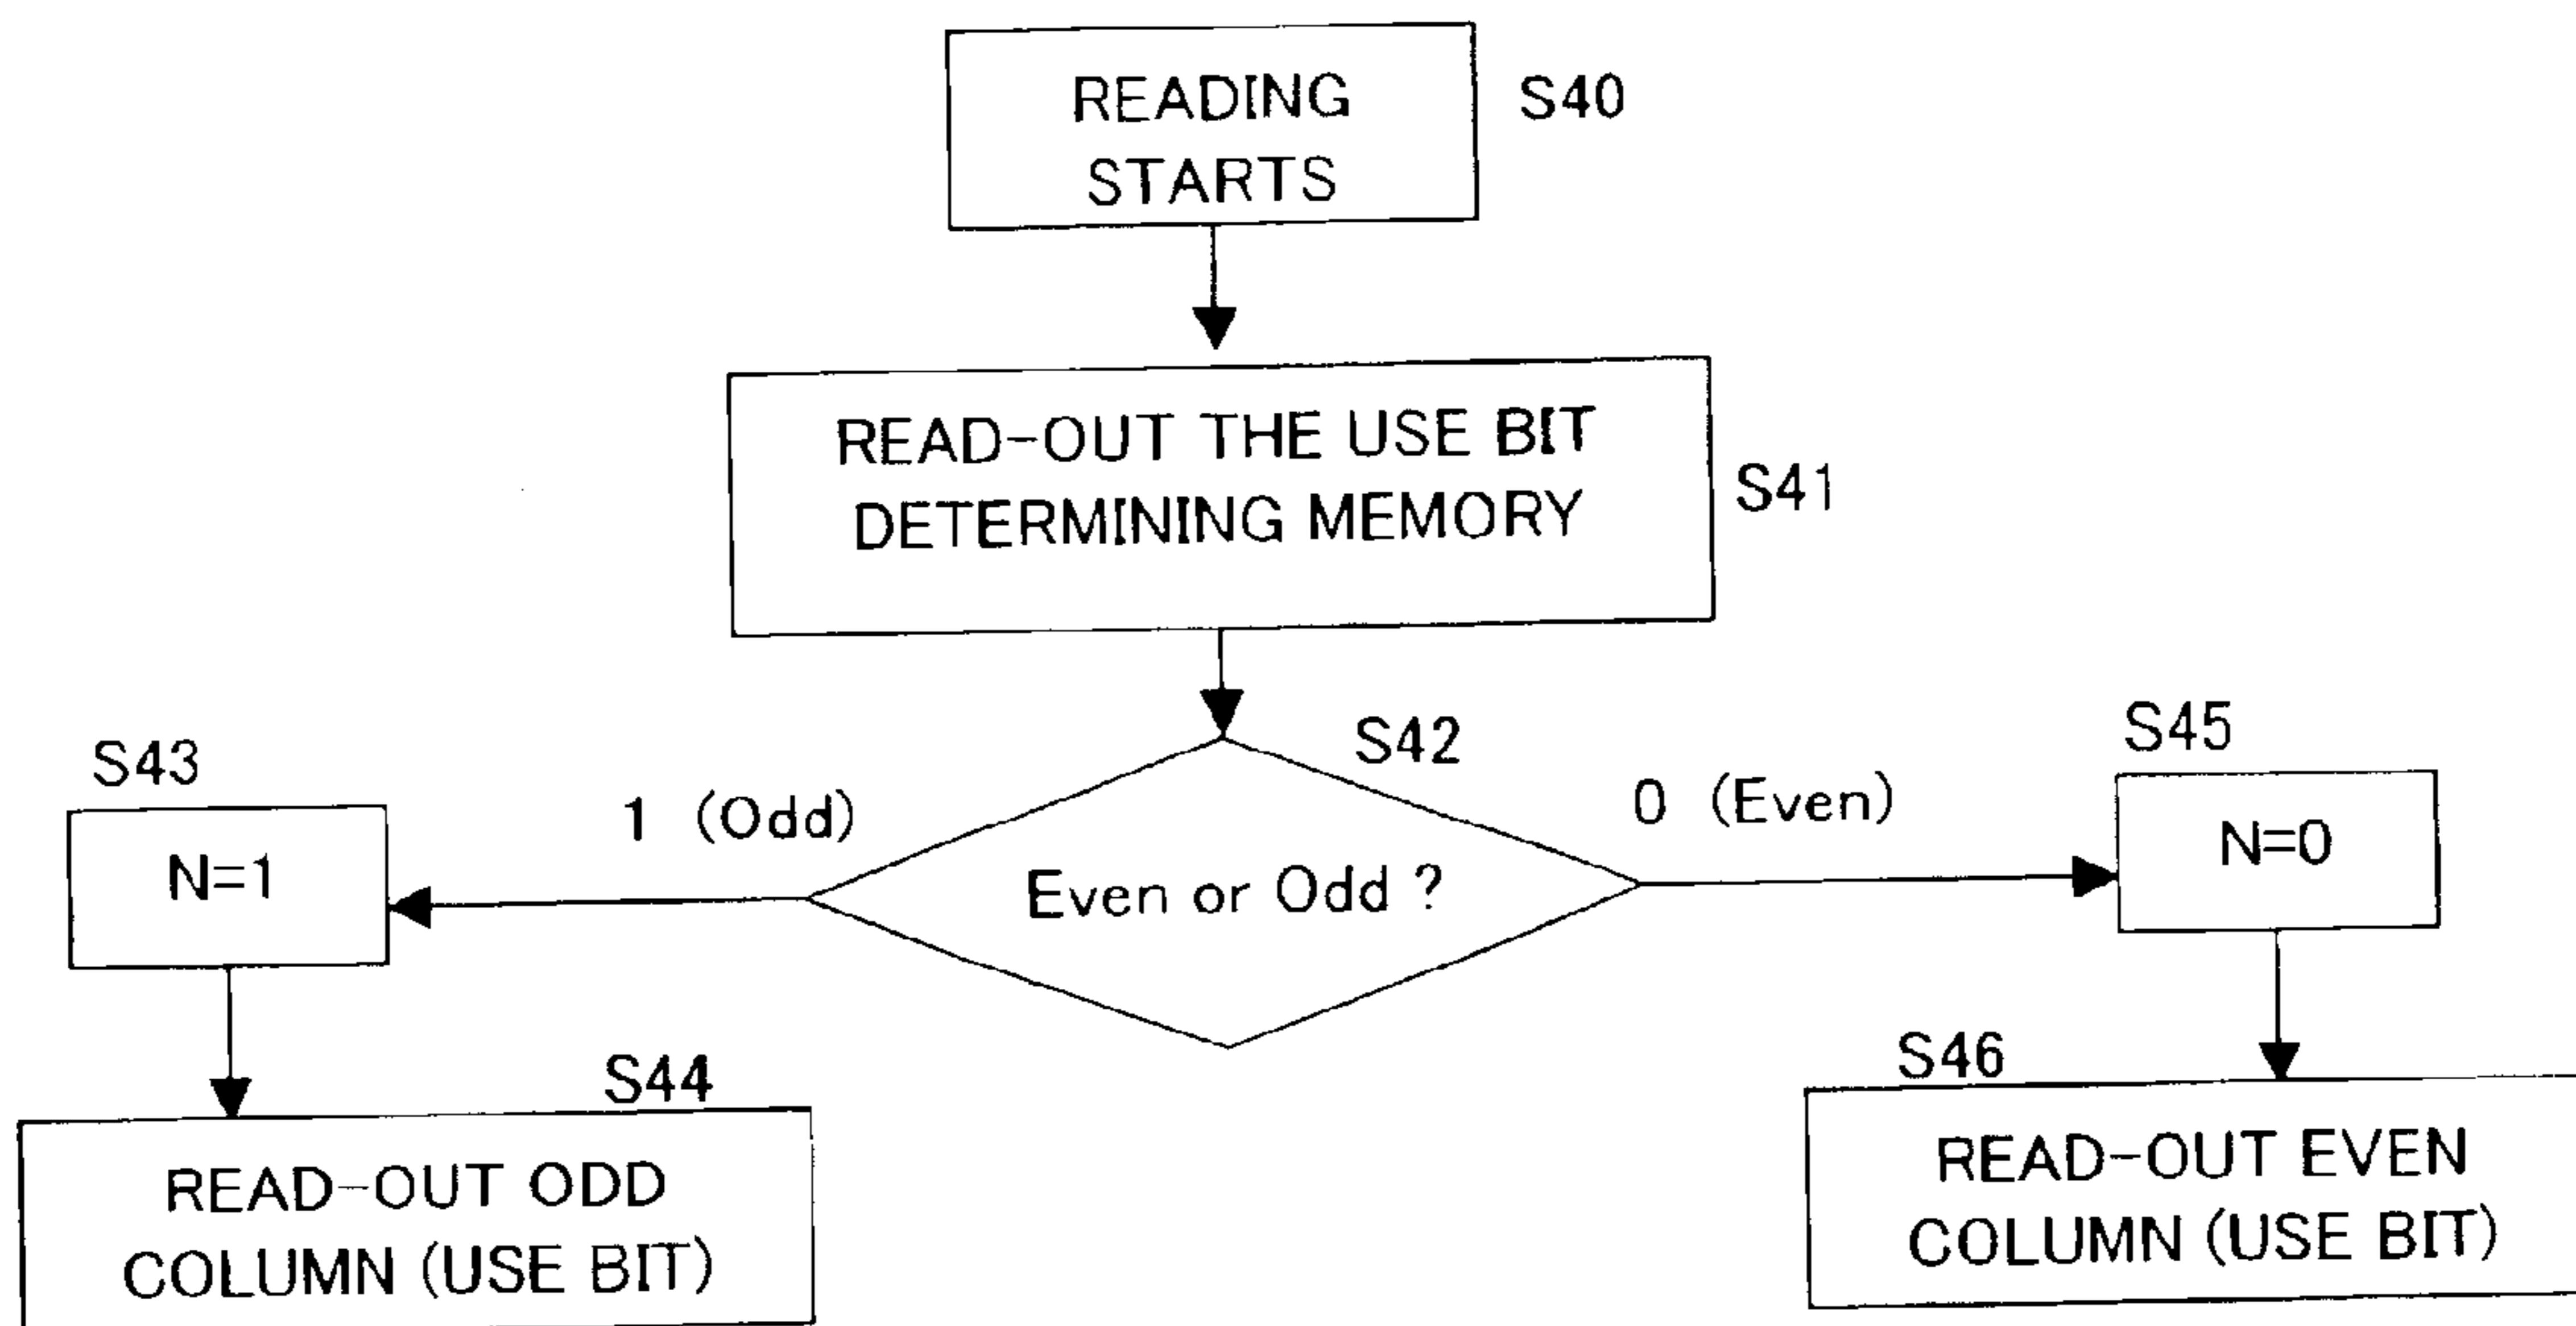 READING
STARTS
S40
READ-OUT THE USE BIT
DETERMINING MEMORY
S41
S42
S43
S45
1 (Odd)
0 (Even)
N=1
Even or Odd ?
N=0
S44
S46
READ-OUT ODD
COLUMN (USE BIT)
READ-OUT EVEN
COLUMN (USE BIT)